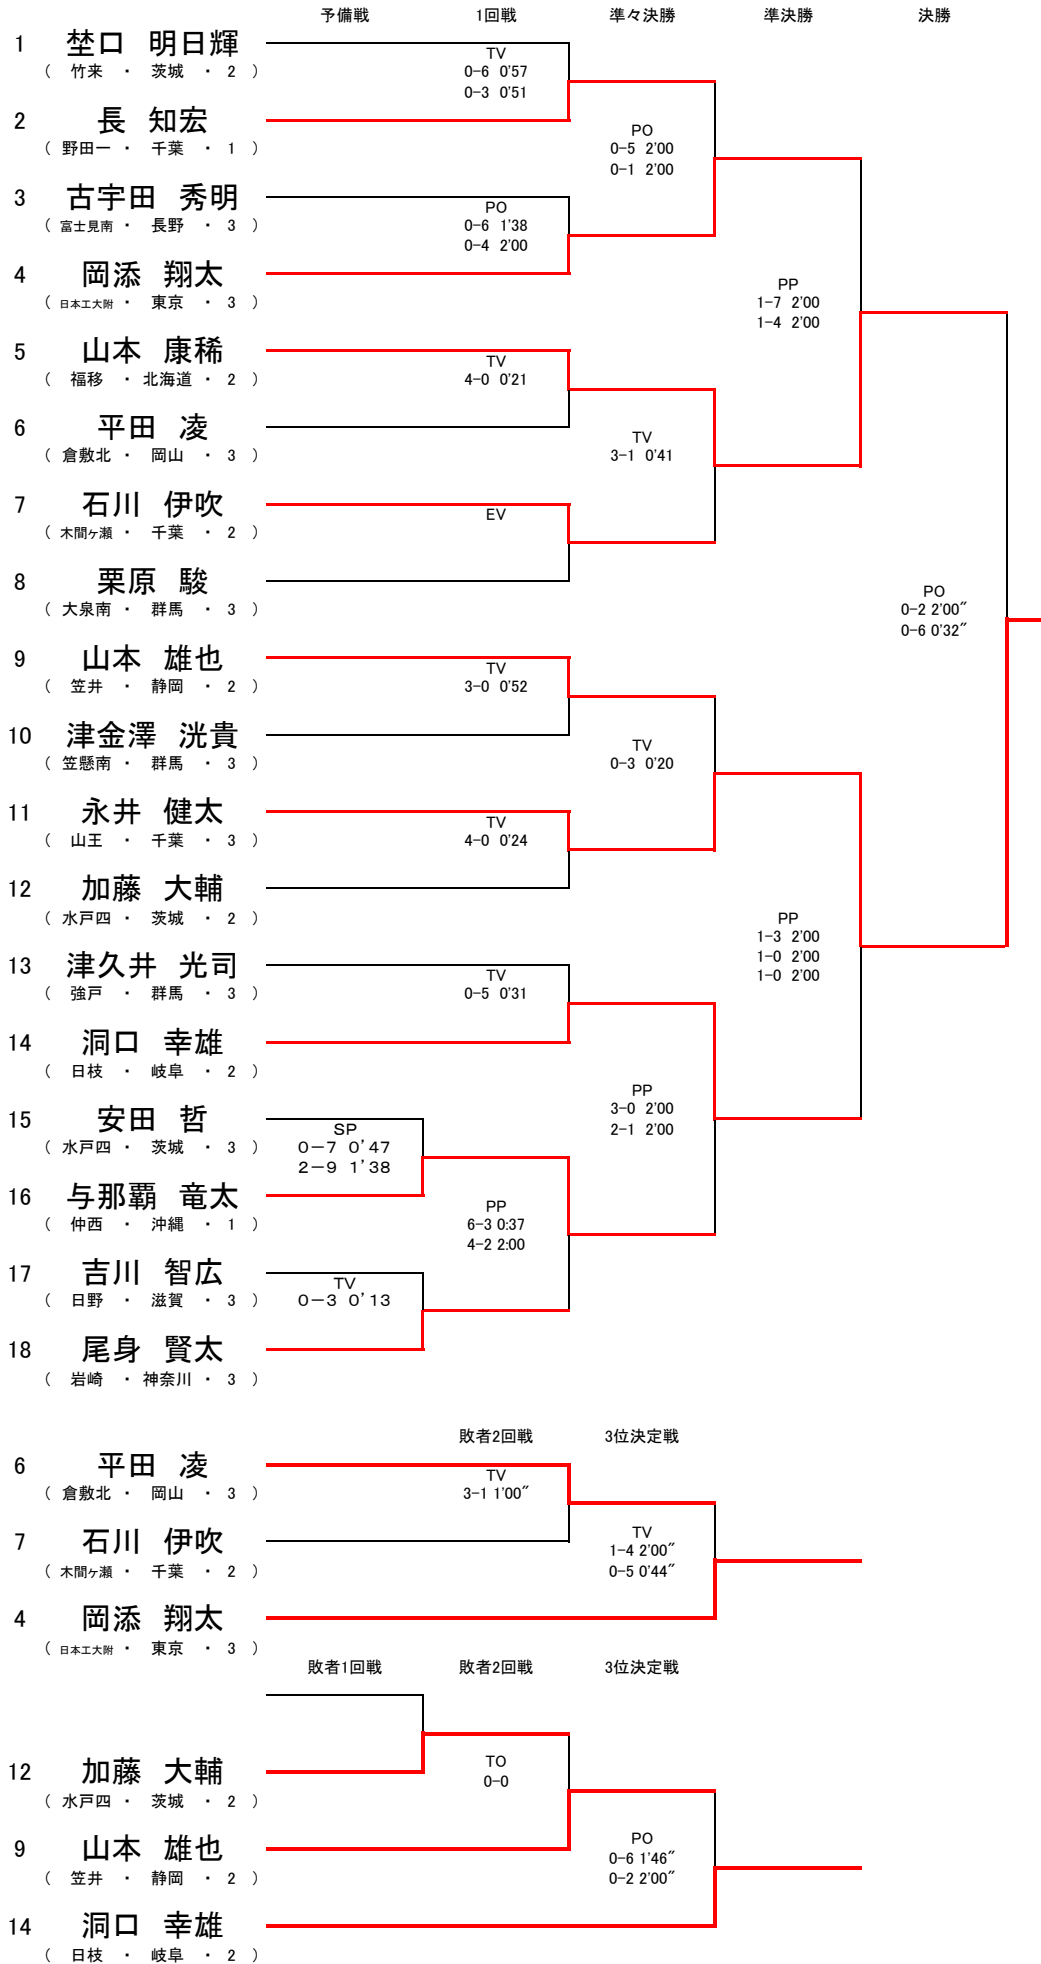 予備戦 1回戦 準々決勝 準決勝 決勝
1 埜口 明日輝
( 竹来 ・ 茨城 ・ 2 )
TV
0-6 0'57
0-3 0'51
2 長 知宏
( 野田一 ・ 千葉 ・ 1 )
PO
0-5 2'00
0-1 2'00
3 古宇田 秀明
( 富士見南 ・ 長野 ・ 3 )
PO
0-6 1'38
0-4 2'00
4 岡添 翔太
( 日本工大附 ・ 東京 ・ 3 )
PP
1-7 2'00
1-4 2'00
5 山本 康稀
( 福移 ・ 北海道 ・ 2 )
TV
4-0 0'21
6 平田 凌
( 倉敷北 ・ 岡山 ・ 3 )
TV
3-1 0'41
7 石川 伊吹
( 木間ヶ瀬 ・ 千葉 ・ 2 )
EV
8 栗原 駿
( 大泉南 ・ 群馬 ・ 3 )
PO
0-2 2'00″
0-6 0'32″
9 山本 雄也
( 笠井 ・ 静岡 ・ 2 )
TV
3-0 0'52
10 津金澤 洸貴
( 笠懸南 ・ 群馬 ・ 3 )
TV
0-3 0'20
11 永井 健太
( 山王 ・ 千葉 ・ 3 )
TV
4-0 0'24
12 加藤 大輔
( 水戸四 ・ 茨城 ・ 2 )
PP
1-3 2'00
1-0 2'00
1-0 2'00
13 津久井 光司
( 強戸 ・ 群馬 ・ 3 )
TV
0-5 0'31
14 洞口 幸雄
( 日枝 ・ 岐阜 ・ 2 )
PP
3-0 2'00
2-1 2'00
15 安田 哲
( 水戸四 ・ 茨城 ・ 3 )
SP
0-7 0'47
2-9 1'38
16 与那覇 竜太
( 仲西 ・ 沖縄 ・ 1 )
PP
6-3 0:37
4-2 2:00
17 吉川 智広
( 日野 ・ 滋賀 ・ 3 )
TV
0-3 0'13
18 尾身 賢太
( 岩崎 ・ 神奈川 ・ 3 )
敗者2回戦 3位決定戦
6 平田 凌
( 倉敷北 ・ 岡山 ・ 3 )
TV
3-1 1'00″
7 石川 伊吹
( 木間ヶ瀬 ・ 千葉 ・ 2 )
TV
1-4 2'00″
0-5 0'44″
4 岡添 翔太
( 日本工大附 ・ 東京 ・ 3 )
敗者1回戦 敗者2回戦 3位決定戦
12 加藤 大輔
( 水戸四 ・ 茨城 ・ 2 )
TO
0-0
9 山本 雄也
( 笠井 ・ 静岡 ・ 2 )
PO
0-6 1'46″
0-2 2'00″
14 洞口 幸雄
( 日枝 ・ 岐阜 ・ 2 )